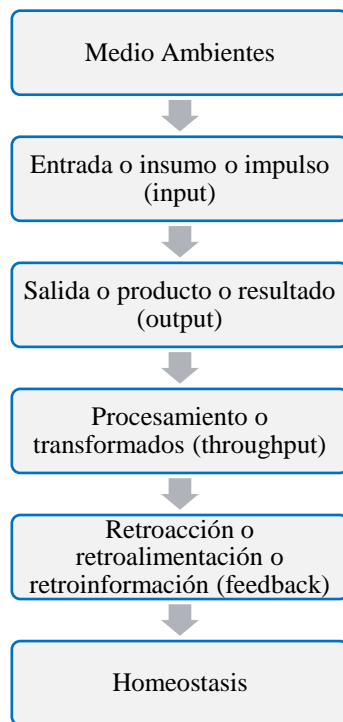 Medio Ambientes
Entrada o insumo o impulso
(input)
Salida o producto o resultado
(output)
Procesamiento o
transformados (throughput)
Retroacción o
retroalimentación o
retroinformación (feedback)
Homeostasis